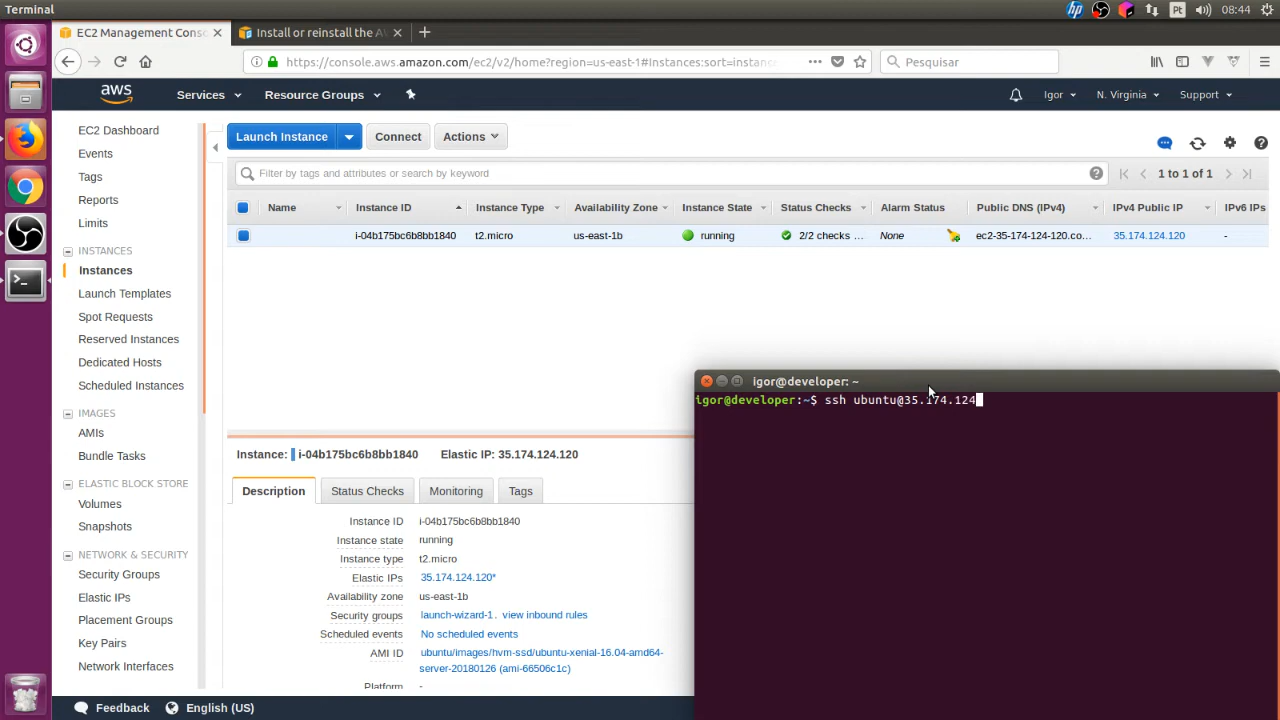 Terminal
Pt
08:44
EC2 Management Conso
Install or reinstall the A
https://console.aws.amazon.com/ec2/v2/home?region=us-east-1#Instances:sort=instance
Pesquisar
aws
Services
Resource Groups
Igor
N. Virginia
Support
EC2 Dashboard
Events
Tags
Reports
Limits
INSTANCES
Instances
Launch Templates
Spot Requests
Reserved Instances
Dedicated Hosts
Scheduled Instances
IMAGES
AMIs
Bundle Tasks
ELASTIC BLOCK STORE
Volumes
Snapshots
NETWORK & SECURITY
Security Groups
Elastic IPs
Placement Groups
Key Pairs
Network Interfaces
Launch Instance
Connect
Actions
Filter by tags and attributes or search by keyword
1 to 1 of 1
Name Instance ID Instance Type Availability Zone Instance State Status Checks Alarm Status Public DNS (IPv4) IPv4 Public IP IPv6 IPs
i-04b175bc6b8bb1840 t2.micro us-east-1b running 2/2 checks ... None ec2-35-174-124-120.co... 35.174.124.120 -
Instance: i-04b175bc6b8bb1840 Elastic IP: 35.174.124.120
Description Status Checks Monitoring Tags
Instance ID i-04b175bc6b8bb1840
Instance state running
Instance type t2.micro
Elastic IPs 35.174.124.120*
Availability zone us-east-1b
Security groups launch-wizard-1. view inbound rules
Scheduled events No scheduled events
AMI ID ubuntu/images/hvm-ssd/ubuntu-xenial-16.04-amd64-
server-20180126 (ami-66506c1c)
Platform -
igor@developer: ~
igor@developer:~$ ssh ubuntu@35.174.124
Feedback
English (US)